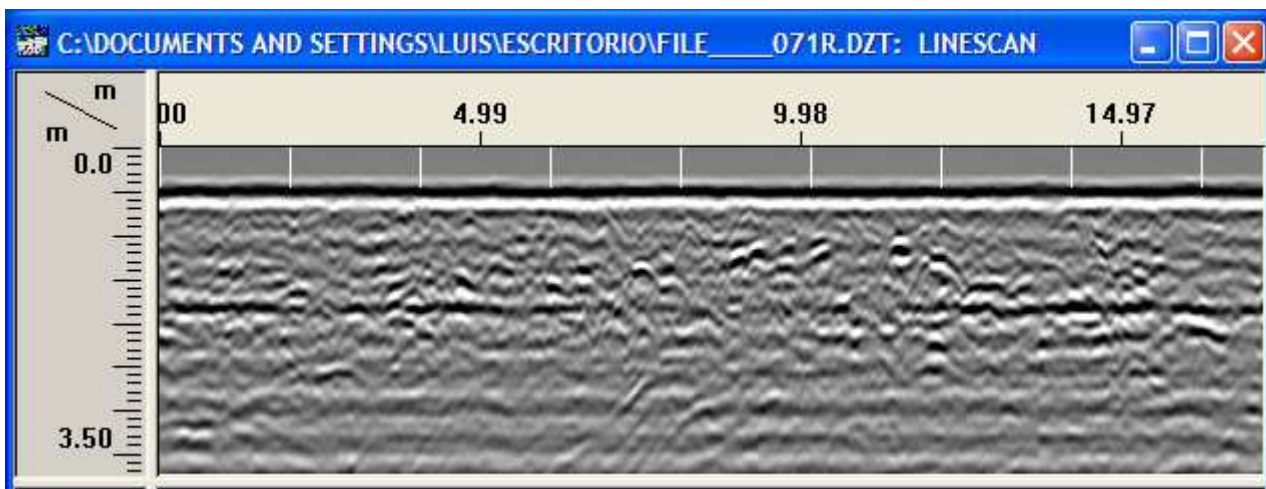 C:\DOCUMENTS AND SETTINGS\LUIS\ESCRITORIO\FILE____071R.DZT: LINESCAN
m
m
00 4.99 9.98 14.97
0.0
3.50